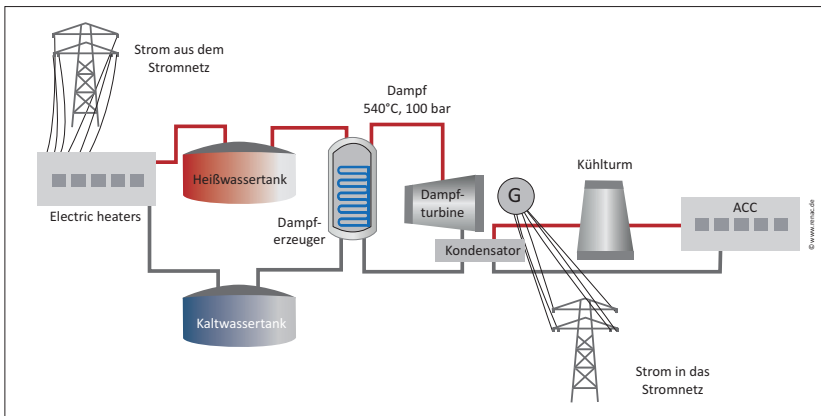 Strom aus dem
Stromnetz
Dampf
540°C, 100 bar
Heißwassertank
Electric heaters
Dampf-
erzeuger
Dampf-
turbine
G
Kondensator
Kühlturm
ACC
Kaltwassertank
Strom in das
Stromnetz
© www.renac.de